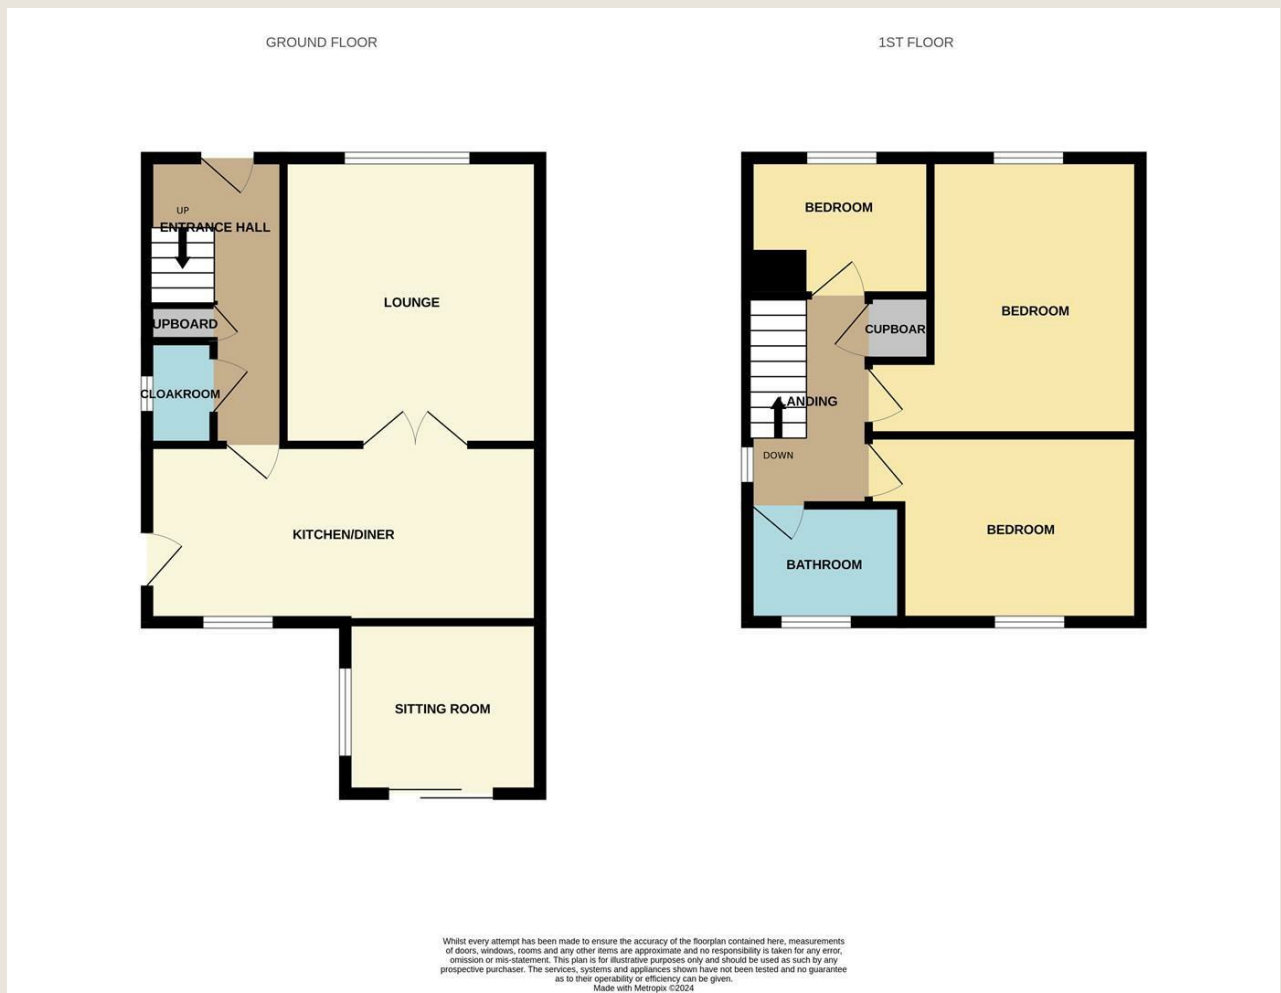 GROUND FLOOR
1ST FLOOR
UP
ENTRANCE HALL
LOUNGE
UPBOARD
CLOAKROOM
KITCHEN/DINER
SITTING ROOM
BEDROOM
BEDROOM
CUPBOAR
LANDING
DOWN
BEDROOM
BATHROOM
Whilst every attempt has been made to ensure the accuracy of the floorplan contained here, measurements
of doors, windows, rooms and any other items are approximate and no responsibility is taken for any error,
omission or mis-statement. This plan is for illustrative purposes only and should be used as such by any
prospective purchaser. The services, systems and appliances shown have not been tested and no guarantee
as to their operability or efficiency can be given.
Made with Metropix ©2024